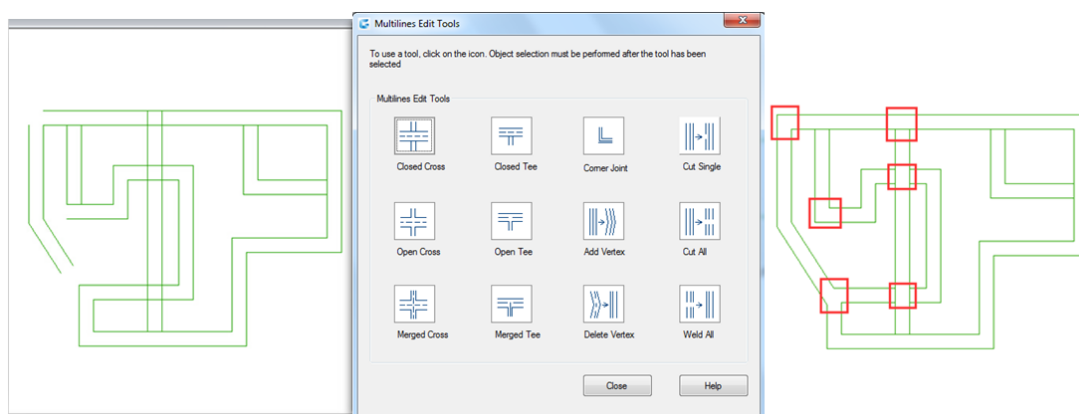 Multilines Edit Tools
To use a tool, click on the icon. Object selection must be performed after the tool has been
selected
Multilines Edit Tools
Closed Cross
Closed Tee
Corner Joint
Cut Single
Open Cross
Open Tee
Add Vertex
Cut All
Merged Cross
Merged Tee
Delete Vertex
Weld All
Close
Help